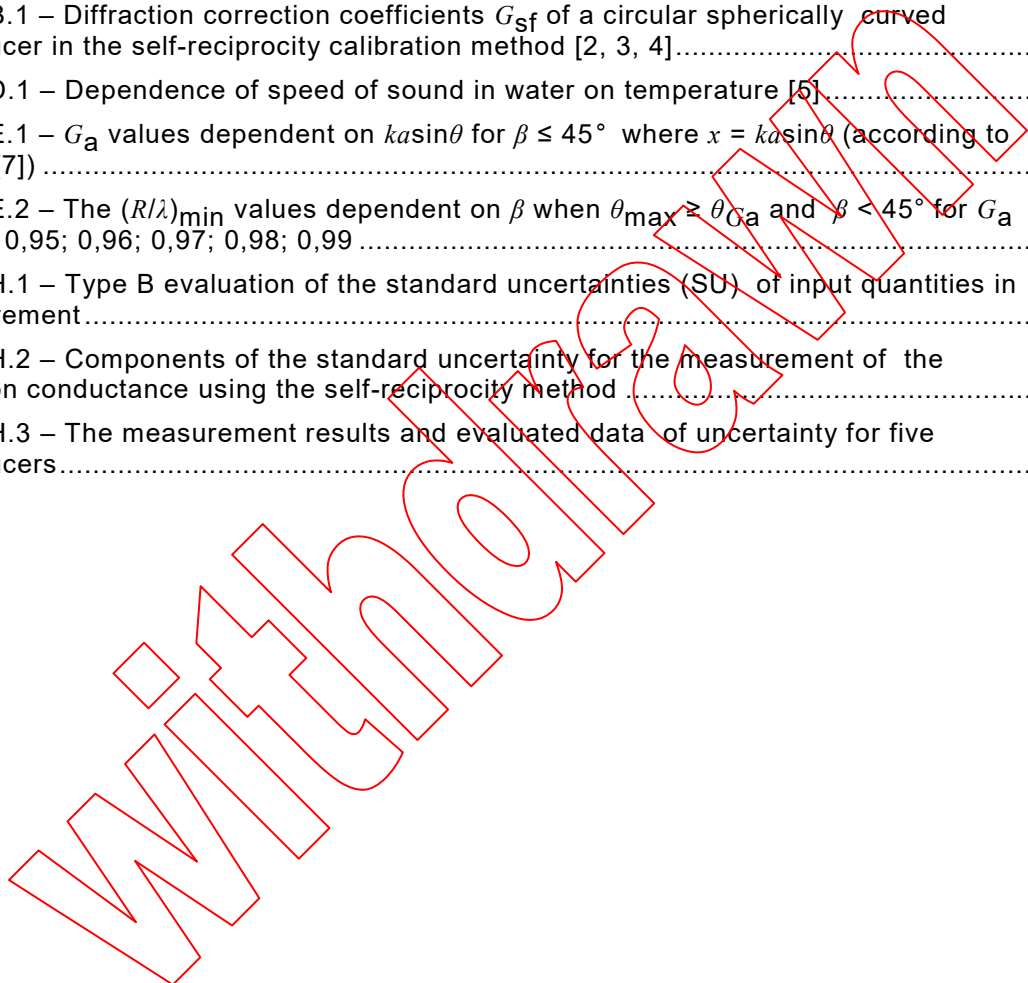 3.1 – Diffraction correction coefficients Gsf of a circular spherically curved
ucer in the self-reciprocity calibration method [2, 3, 4]
D.1 – Dependence of speed of sound in water on temperature [5]
E.1 – Ga values dependent on kasinθ for β ≤ 45° where x = kasinθ (according to
7])
E.2 – The (R/λ)min values dependent on β when θmax ≥ θGa and β < 45° for Ga
0,95; 0,96; 0,97; 0,98; 0,99
H.1 – Type B evaluation of the standard uncertainties (SU) of input quantities in
rement
H.2 – Components of the standard uncertainty for the measurement of the
on conductance using the self-reciprocity method
H.3 – The measurement results and evaluated data of uncertainty for five
ucers
withdrawn